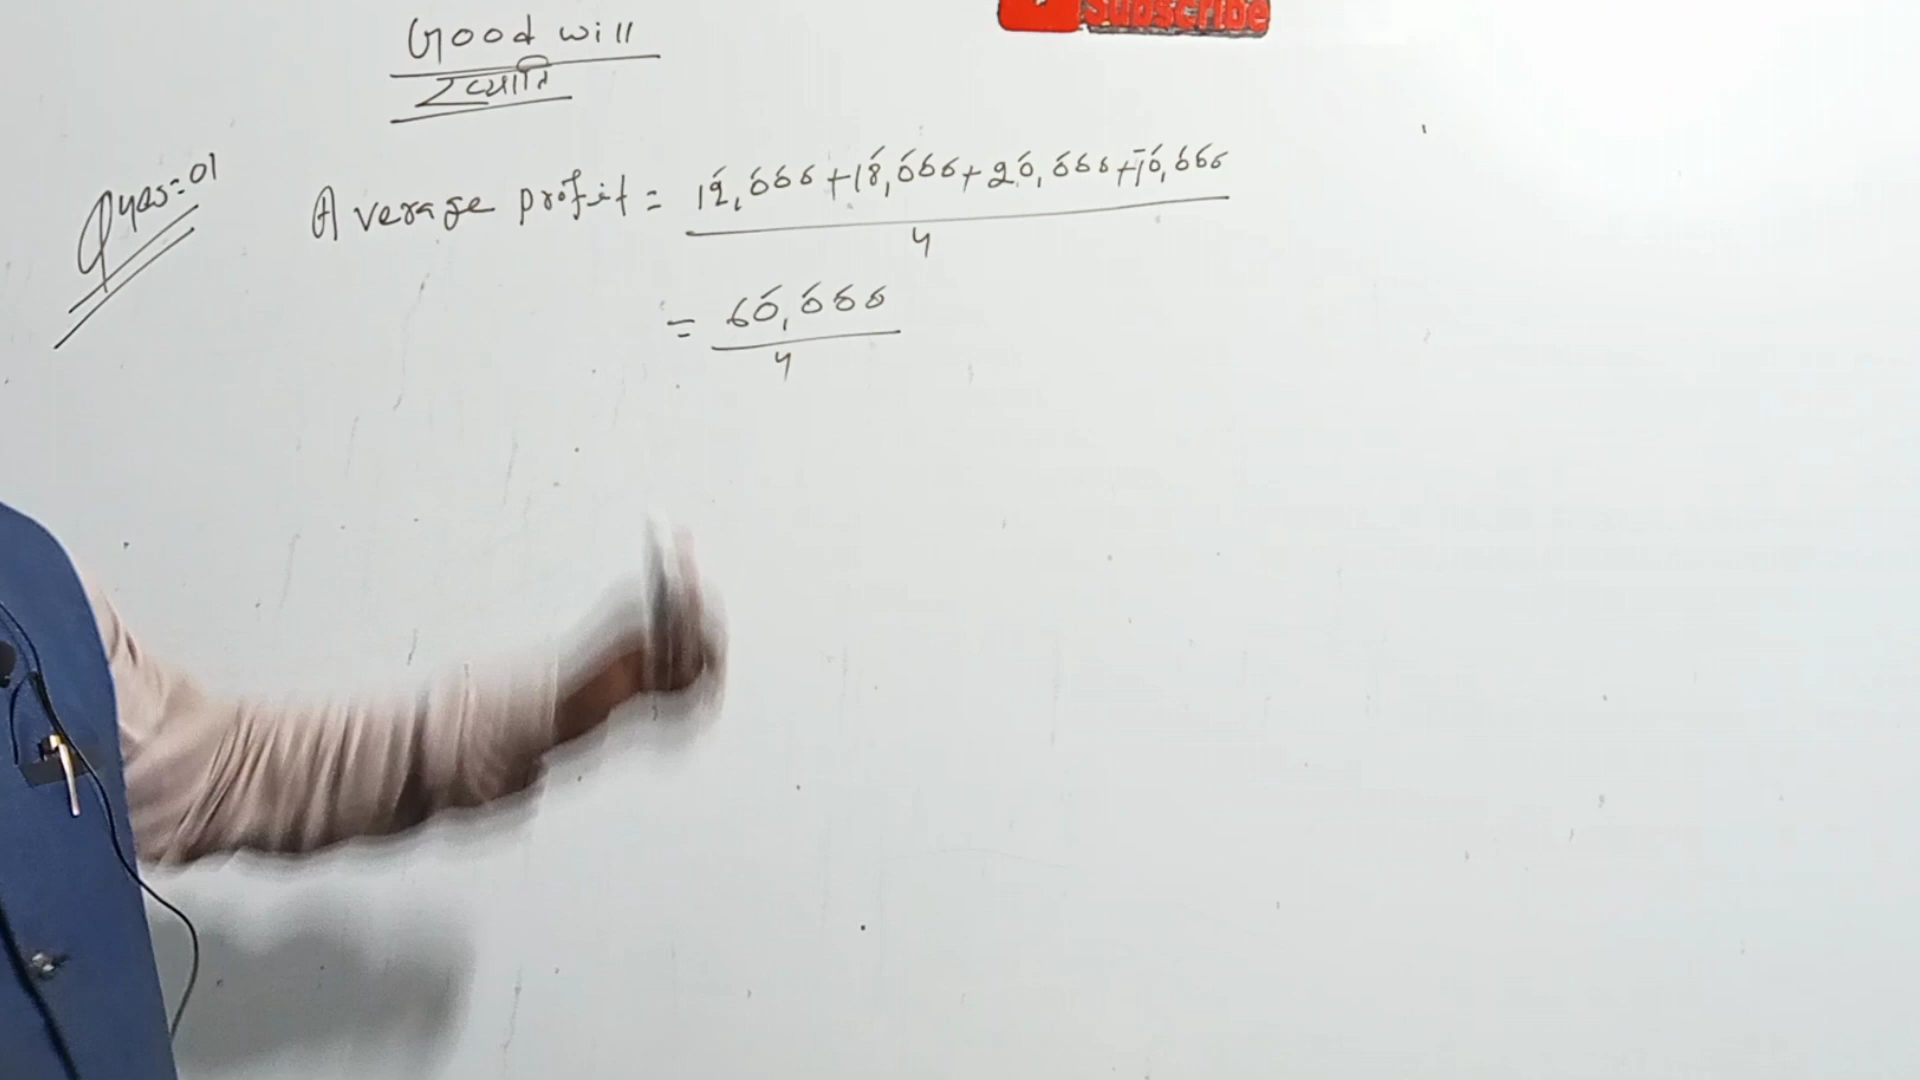 Subscribe
Good will
ख्याति
Ques=01
Average profit = 12,000+18,000+20,000+10,000
4
= 60,000
4